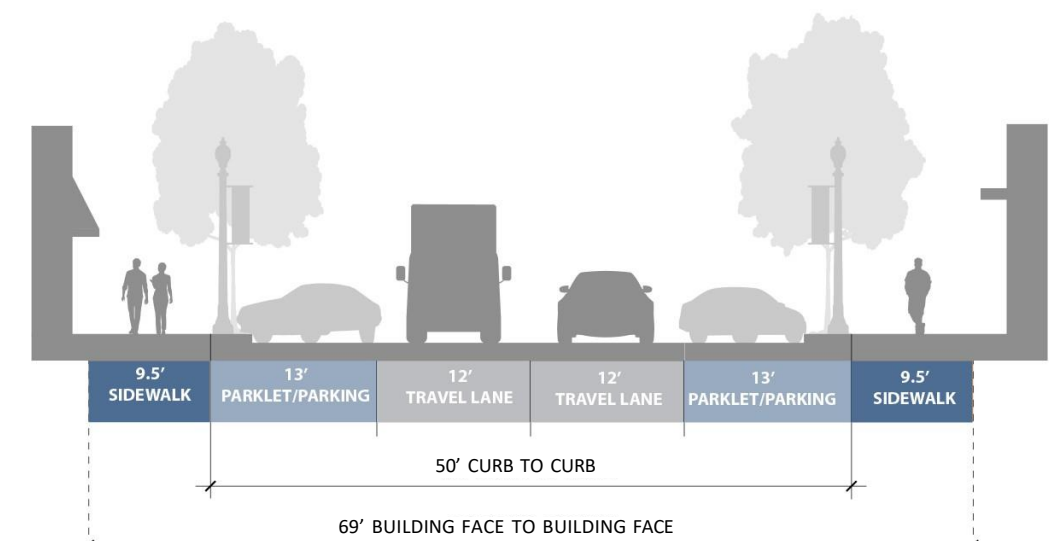 9.5’
SIDEWALK
13’
PARKLET/PARKING
12’
TRAVEL LANE
12’
TRAVEL LANE
13’
PARKLET/PARKING
9.5’
SIDEWALK
50’ CURB TO CURB
69’ BUILDING FACE TO BUILDING FACE